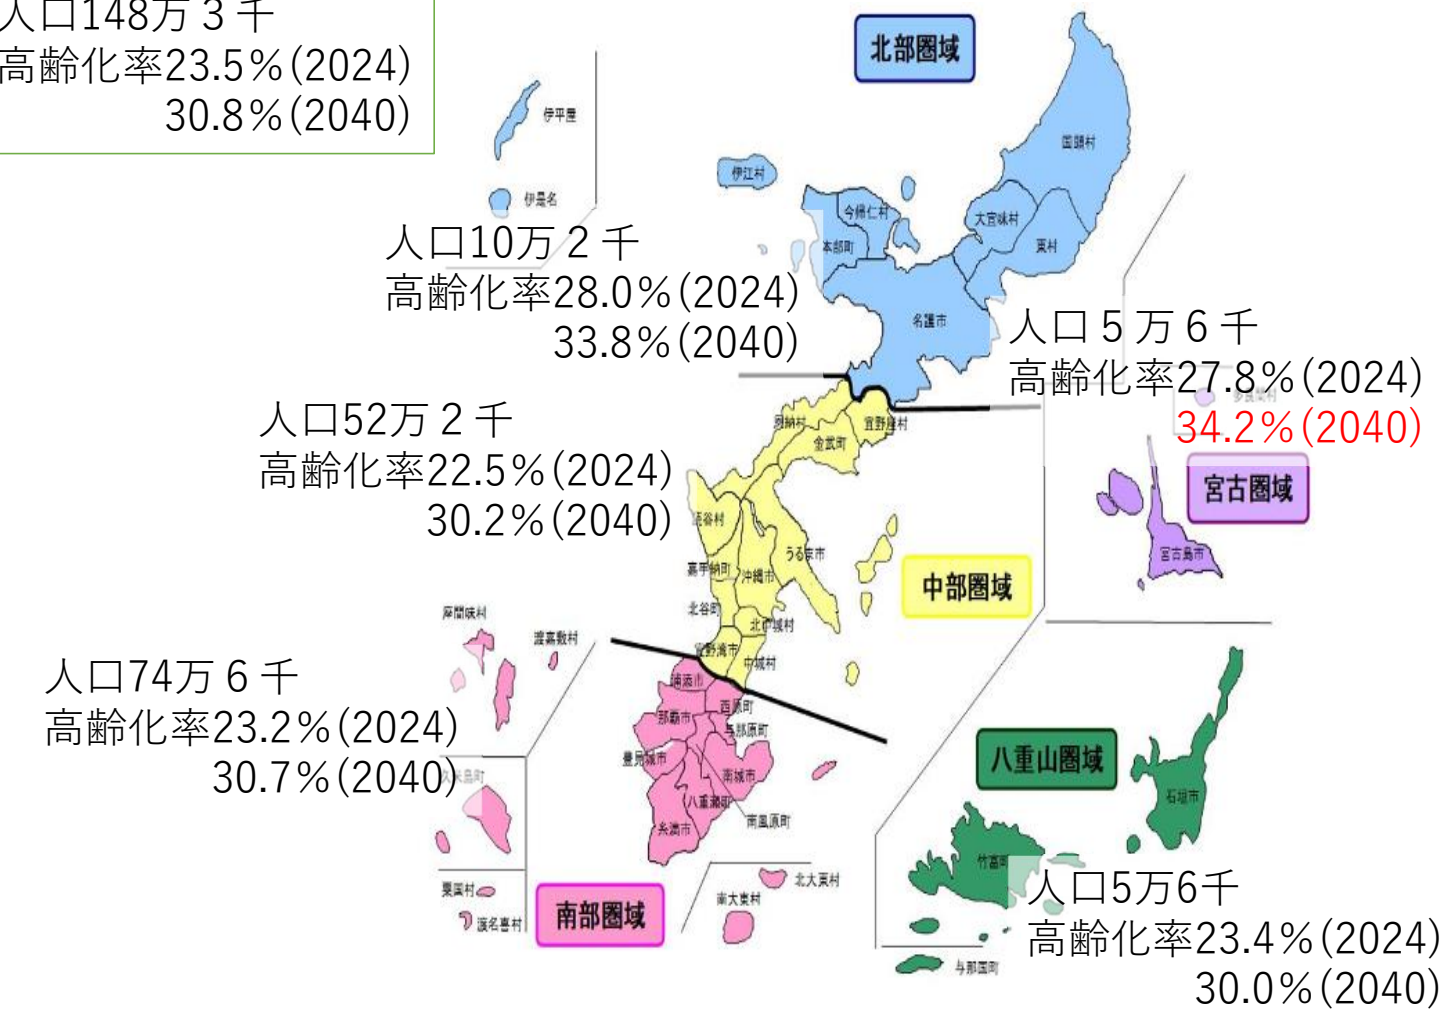 人口148万３千
高齢化率23.5％(2024)
30.8％(2040)
北部圏域
伊平屋
伊是名
伊江村
国頭村
今帰仁村
大宜味村
本部町
東村
名護市
人口10万２千
高齢化率28.0％(2024)
33.8％(2040)
人口５万６千
高齢化率27.8％(2024)
34.2％(2040)
多良間村
宮古圏域
宮古島市
人口52万２千
高齢化率22.5％(2024)
30.2％(2040)
恩納村
宜野座村
金武町
読谷村
うるま市
嘉手納町
沖縄市
北谷町
北中城村
宜野湾市
中城村
中部圏域
座間味村
渡嘉敷村
人口74万６千
高齢化率23.2％(2024)
30.7％(2040)
久米島町
浦添市
西原町
那覇市
与那原町
豊見城市
南城市
八重瀬町
南風原町
糸満市
粟国村
渡名喜村
南部圏域
北大東村
南大東村
八重山圏域
石垣市
竹富町
与那国町
人口5万6千
高齢化率23.4％(2024)
30.0％(2040)